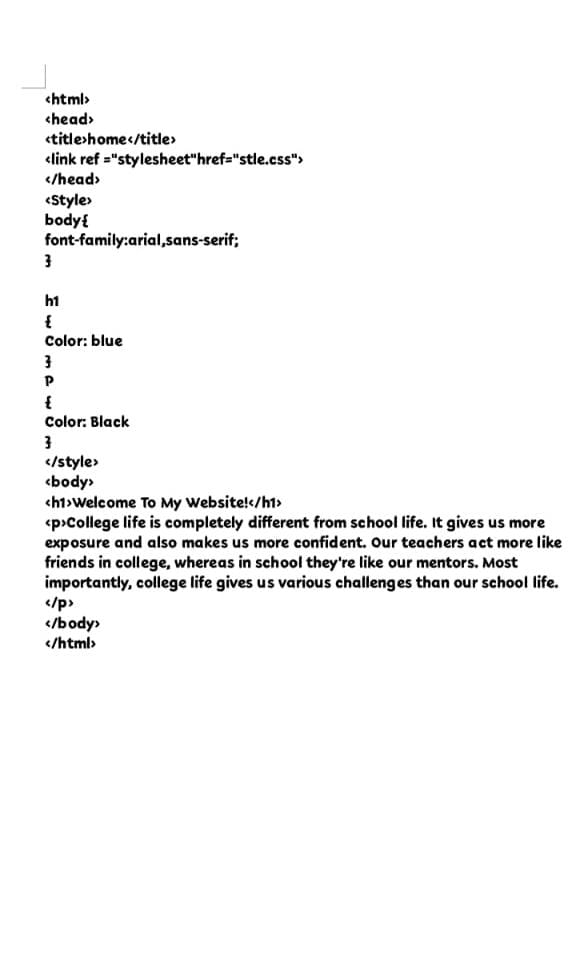 <html>
<head>
<title>home</title>
<link ref ="stylesheet"href="stle.css">
</head>
<Style>
body{
font-family:arial,sans-serif;
}
h1
{
Color: blue
}
P
{
Color: Black
}
</style>
<body>
<h1>Welcome To My Website!</h1>
<p>College life is completely different from school life. It gives us more
exposure and also makes us more confident. Our teachers act more like
friends in college, whereas in school they're like our mentors. Most
importantly, college life gives us various challenges than our school life.
</p>
</body>
</html>